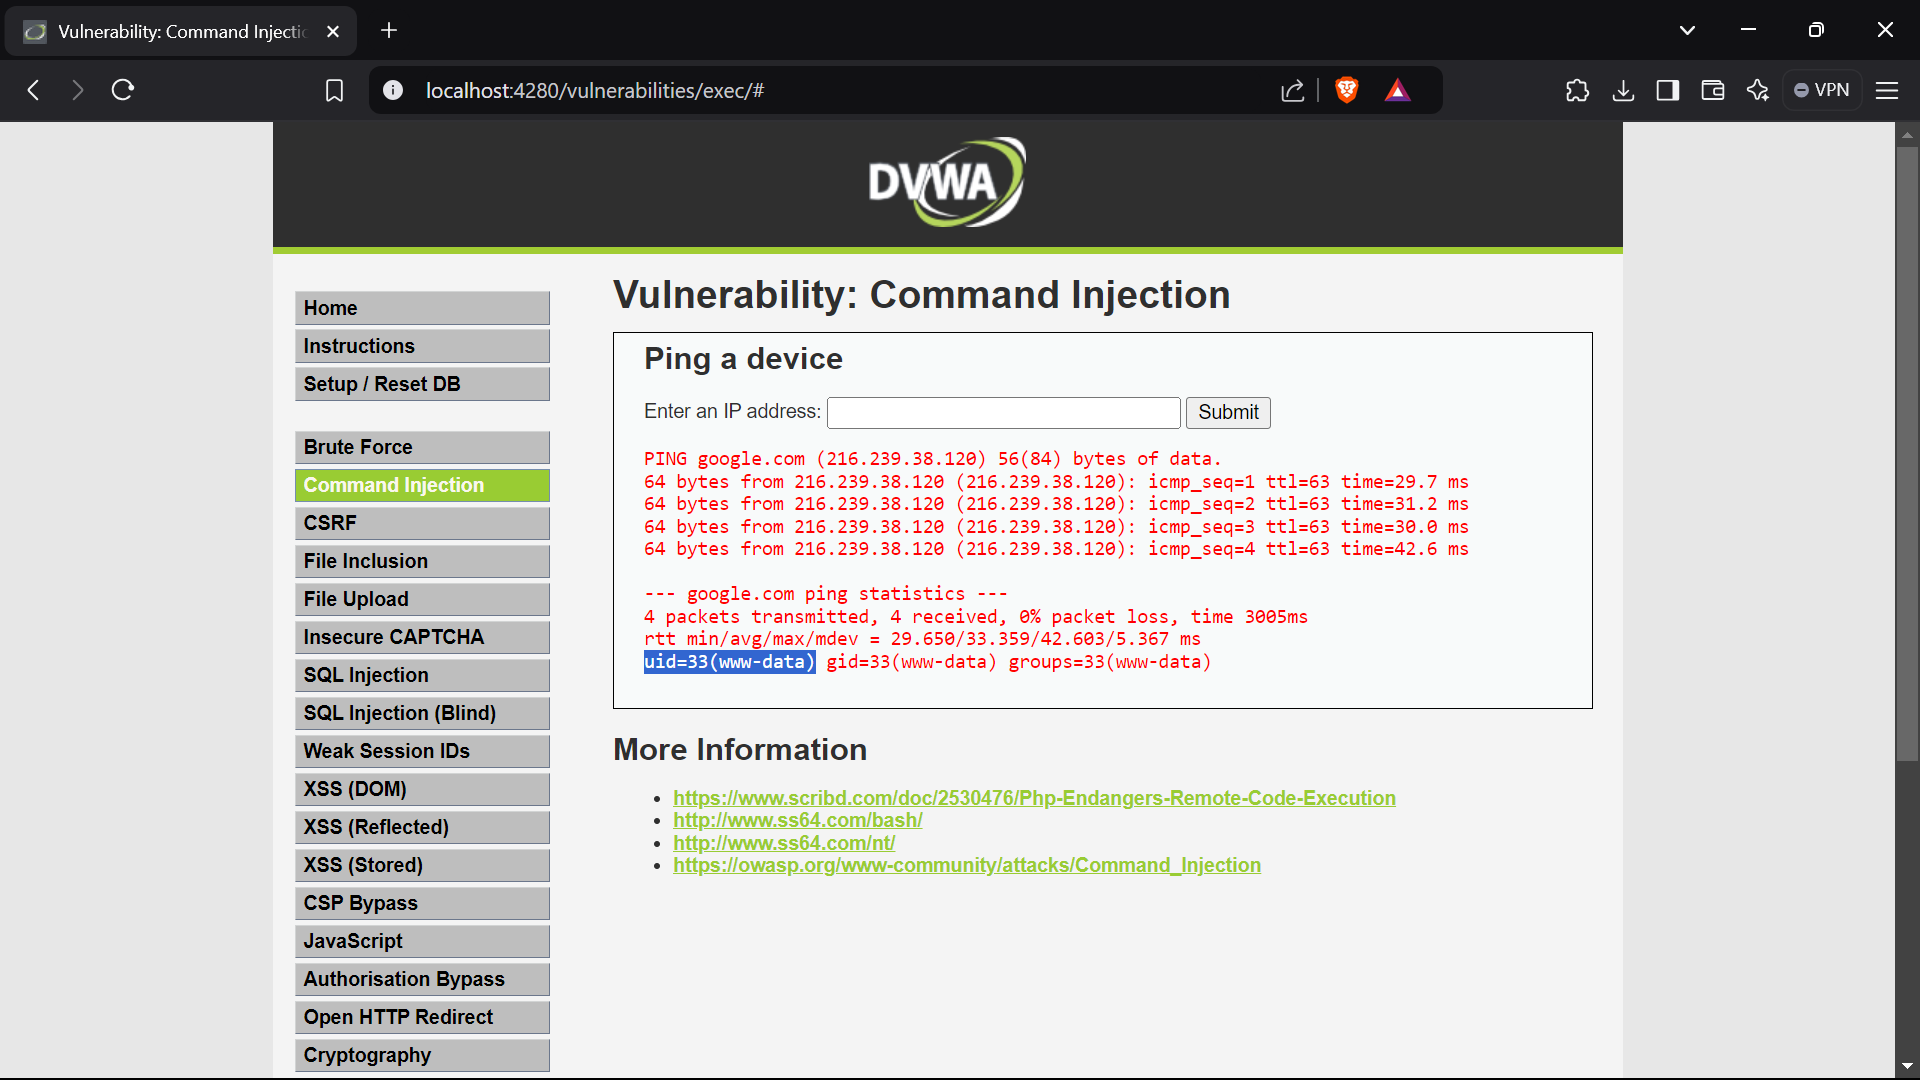 Vulnerability: Command Injectio
localhost:4280/vulnerabilities/exec/#
VPN
DVWA
Home
Instructions
Setup / Reset DB
Brute Force
Command Injection
CSRF
File Inclusion
File Upload
Insecure CAPTCHA
SQL Injection
SQL Injection (Blind)
Weak Session IDs
XSS (DOM)
XSS (Reflected)
XSS (Stored)
CSP Bypass
JavaScript
Authorisation Bypass
Open HTTP Redirect
Cryptography
Vulnerability: Command Injection
Ping a device
Enter an IP address: Submit
PING google.com (216.239.38.120) 56(84) bytes of data.
64 bytes from 216.239.38.120 (216.239.38.120): icmp_seq=1 ttl=63 time=29.7 ms
64 bytes from 216.239.38.120 (216.239.38.120): icmp_seq=2 ttl=63 time=31.2 ms
64 bytes from 216.239.38.120 (216.239.38.120): icmp_seq=3 ttl=63 time=30.0 ms
64 bytes from 216.239.38.120 (216.239.38.120): icmp_seq=4 ttl=63 time=42.6 ms
--- google.com ping statistics ---
4 packets transmitted, 4 received, 0% packet loss, time 3005ms
rtt min/avg/max/mdev = 29.650/33.359/42.603/5.367 ms
uid=33(www-data) gid=33(www-data) groups=33(www-data)
More Information
https://www.scribd.com/doc/2530476/Php-Endangers-Remote-Code-Execution
http://www.ss64.com/bash/
http://www.ss64.com/nt/
https://owasp.org/www-community/attacks/Command_Injection